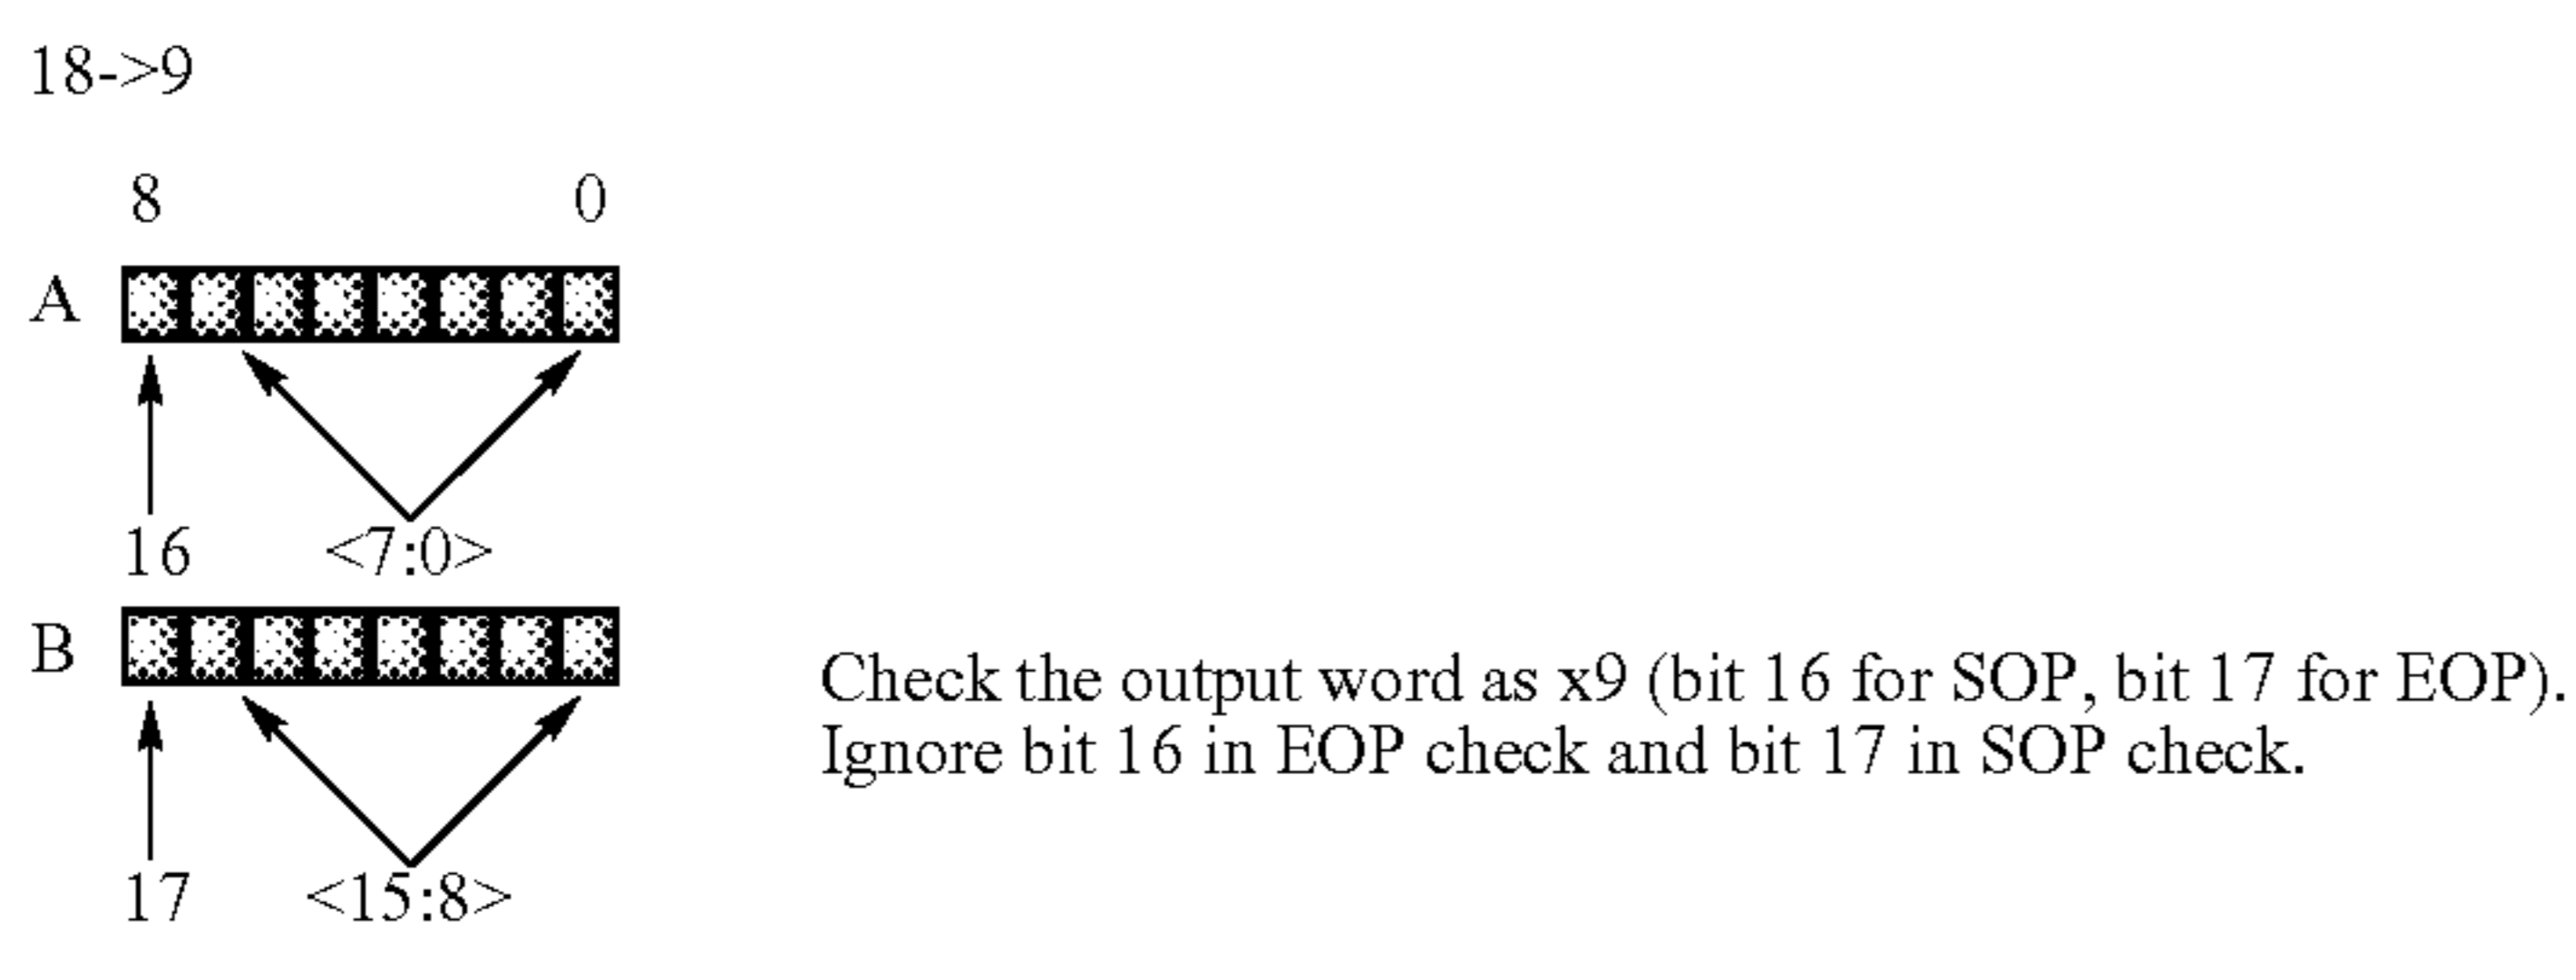 18->9
8 0
A
16 <7:0>
B
Check the output word as x9 (bit 16 for SOP, bit 17 for EOP).
Ignore bit 16 in EOP check and bit 17 in SOP check.
17 <15:8>